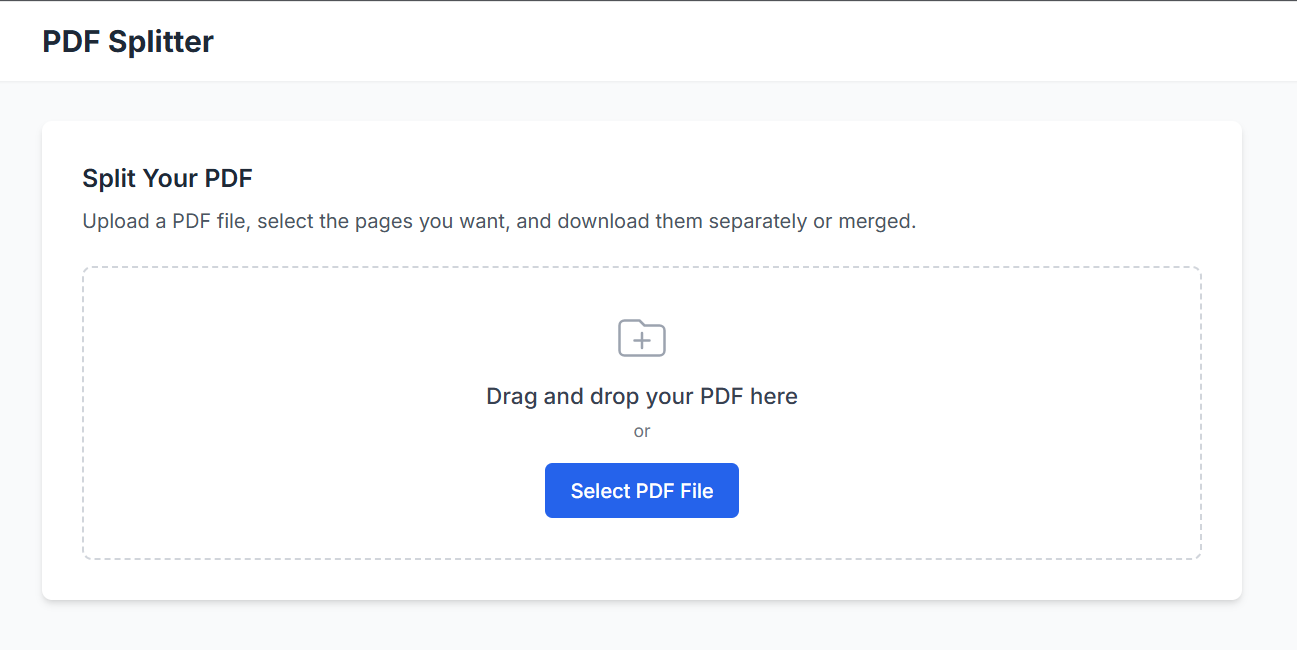 PDF Splitter
Split Your PDF
Upload a PDF file, select the pages you want, and download them separately or merged.
Drag and drop your PDF here
or
Select PDF File